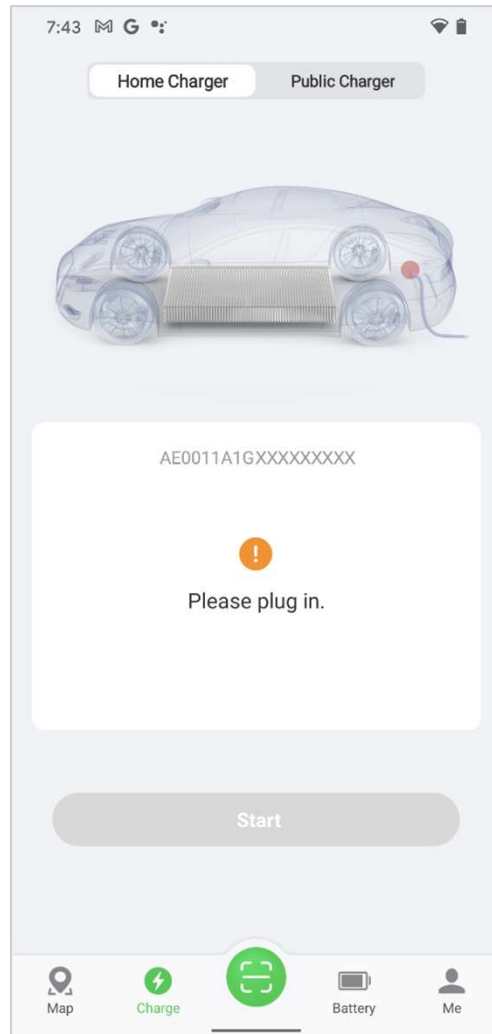 7:43
Home Charger
Public Charger
AE0011A1GXXXXXXXXX
Please plug in.
Start
Map
Charge
Battery
Me